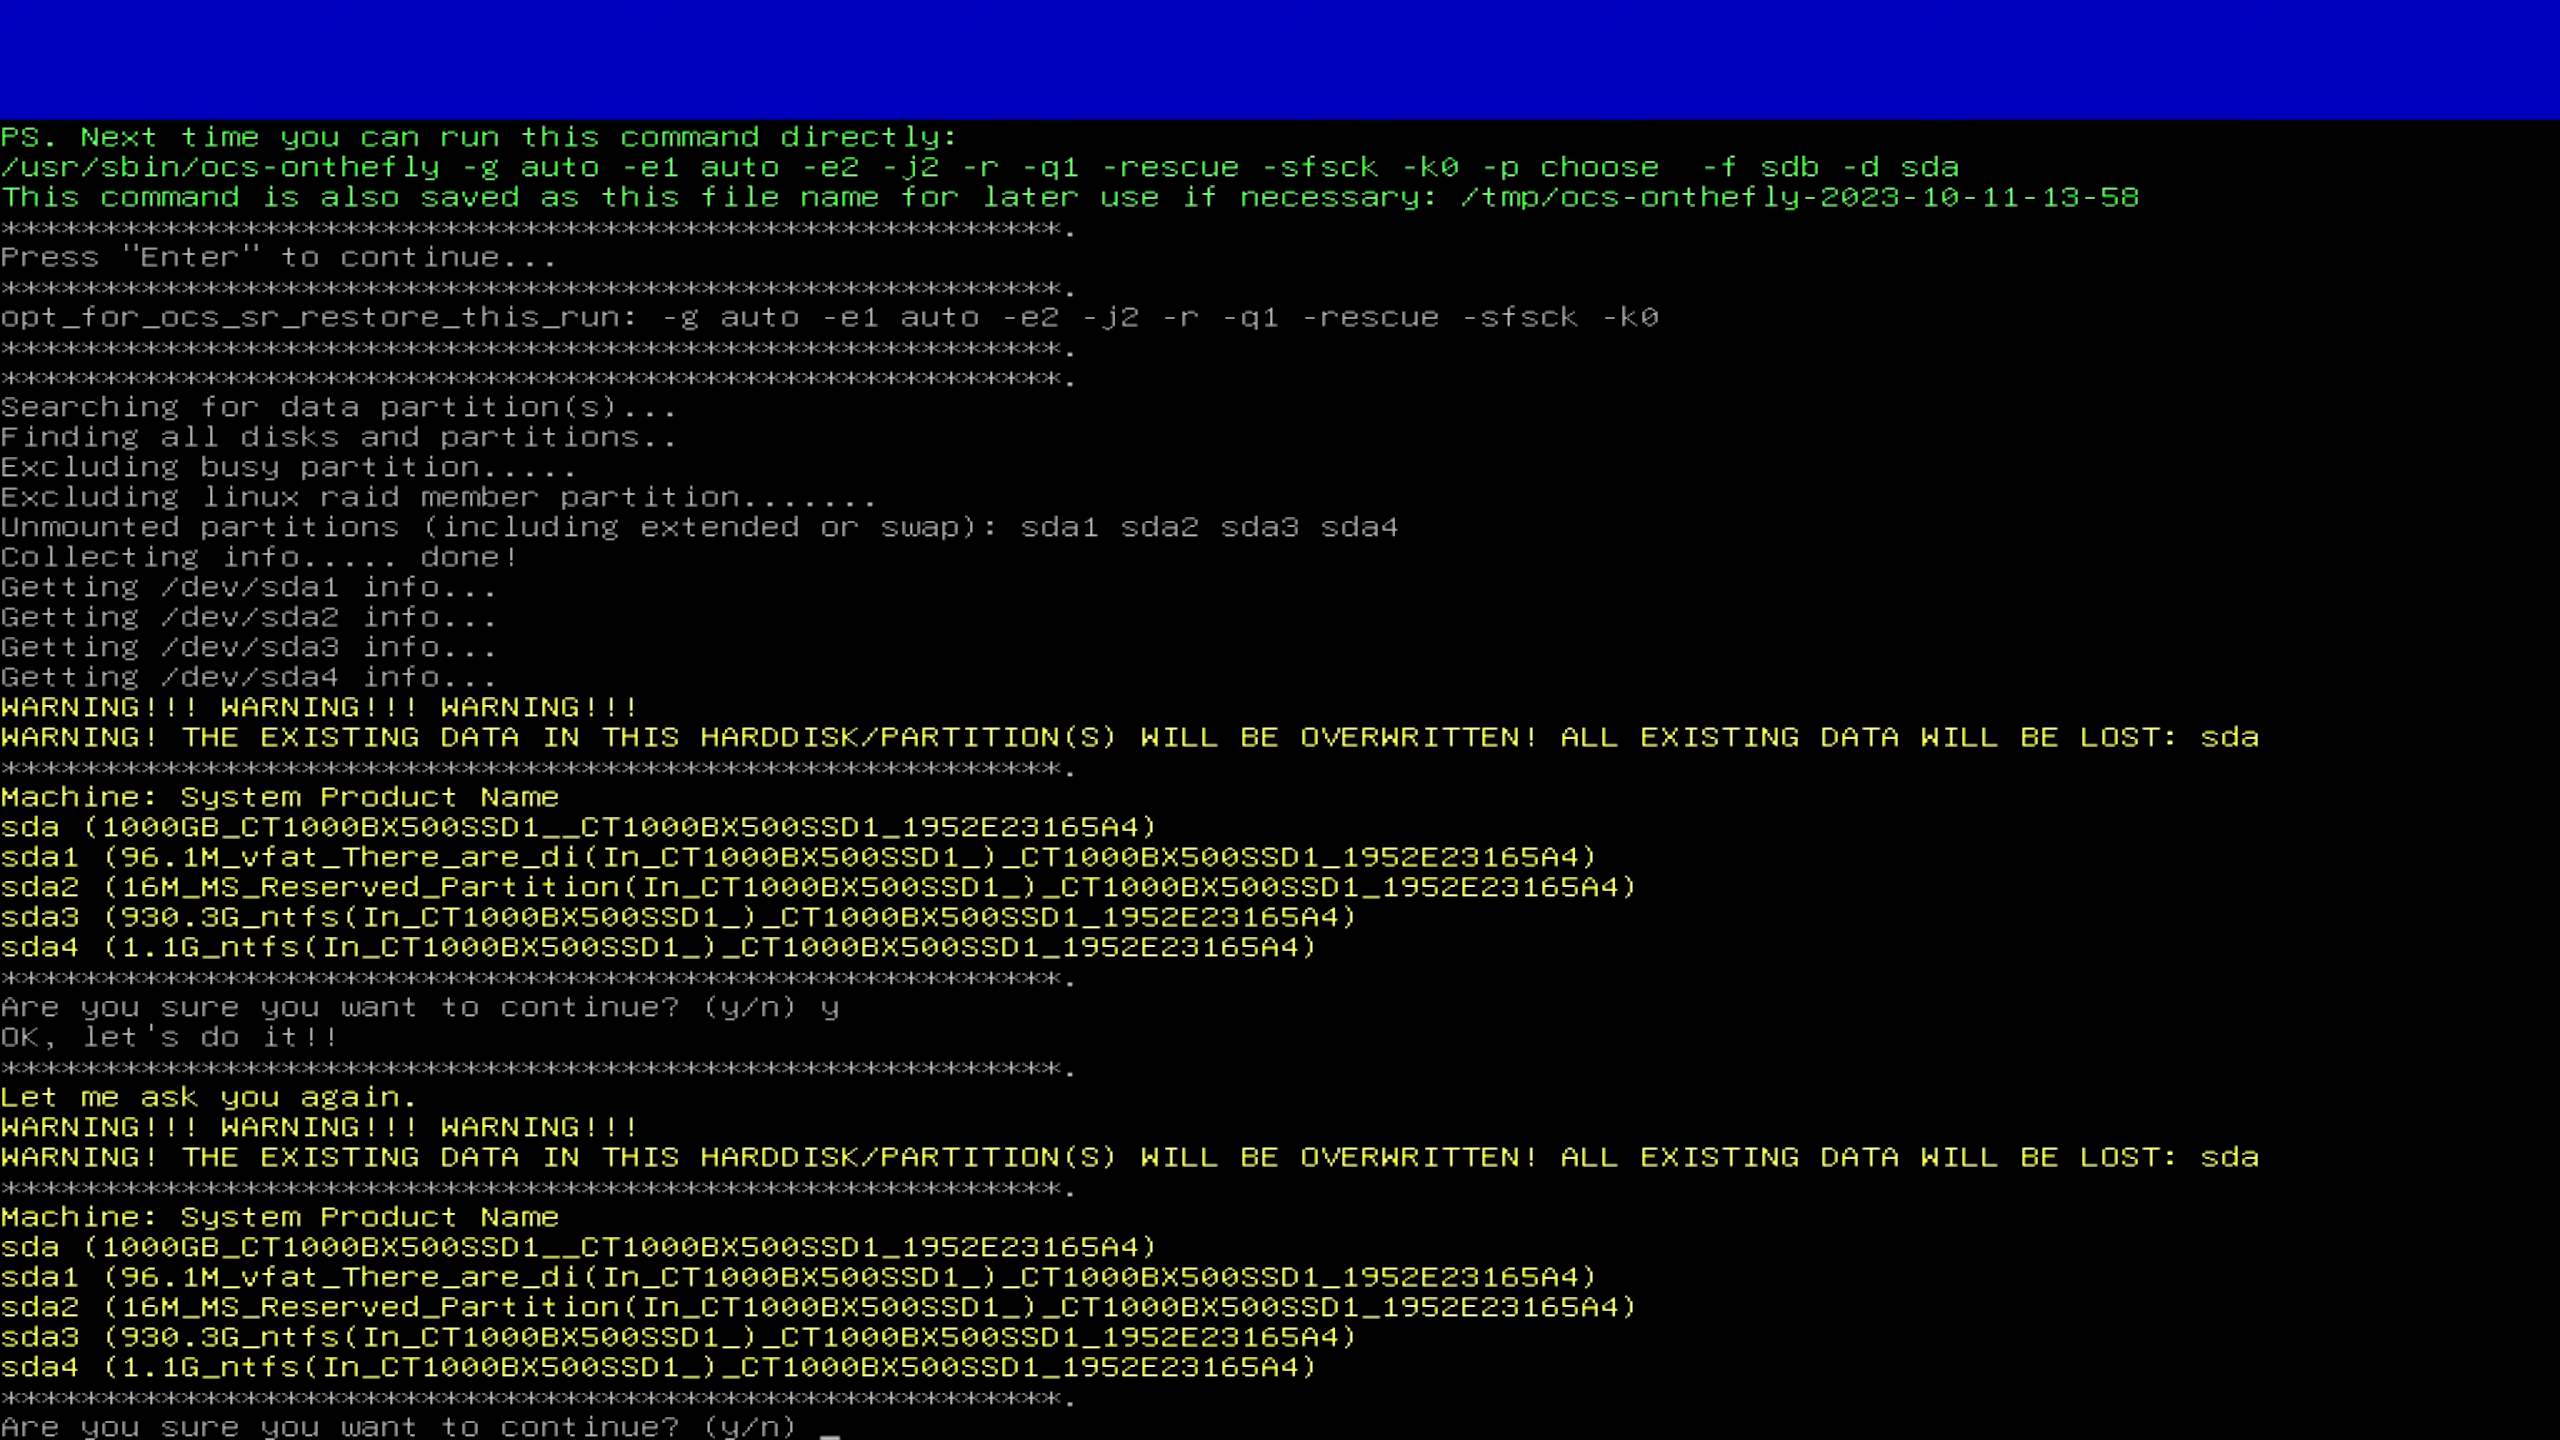 PS. Next time you can run this command directly:
/usr/sbin/ocs-onthefly -g auto -e1 auto -e2 -j2 -r -q1 -rescue -sfsck -k0 -p choose  -f sdb -d sda
This command is also saved as this file name for later use if necessary: /tmp/ocs-onthefly-2023-10-11-13-58
*****************************************************.
Press "Enter" to continue...
*****************************************************.
opt_for_ocs_sr_restore_this_run: -g auto -e1 auto -e2 -j2 -r -q1 -rescue -sfsck -k0
*****************************************************.
*****************************************************.
Searching for data partition(s)...
Finding all disks and partitions..
Excluding busy partition.....
Excluding linux raid member partition.......
Unmounted partitions (including extended or swap): sda1 sda2 sda3 sda4
Collecting info..... done!
Getting /dev/sda1 info...
Getting /dev/sda2 info...
Getting /dev/sda3 info...
Getting /dev/sda4 info...
WARNING!!! WARNING!!! WARNING!!!
WARNING! THE EXISTING DATA IN THIS HARDDISK/PARTITION(S) WILL BE OVERWRITTEN! ALL EXISTING DATA WILL BE LOST: sda
*****************************************************.
Machine: System Product Name
sda (1000GB_CT1000BX500SSD1__CT1000BX500SSD1_1952E23165A4)
sda1 (96.1M_vfat_There_are_di(In_CT1000BX500SSD1_)_CT1000BX500SSD1_1952E23165A4)
sda2 (16M_MS_Reserved_Partition(In_CT1000BX500SSD1_)_CT1000BX500SSD1_1952E23165A4)
sda3 (930.3G_ntfs(In_CT1000BX500SSD1_)_CT1000BX500SSD1_1952E23165A4)
sda4 (1.1G_ntfs(In_CT1000BX500SSD1_)_CT1000BX500SSD1_1952E23165A4)
*****************************************************.
Are you sure you want to continue? (y/n) y
OK, let's do it!!
*****************************************************.
Let me ask you again.
WARNING!!! WARNING!!! WARNING!!!
WARNING! THE EXISTING DATA IN THIS HARDDISK/PARTITION(S) WILL BE OVERWRITTEN! ALL EXISTING DATA WILL BE LOST: sda
*****************************************************.
Machine: System Product Name
sda (1000GB_CT1000BX500SSD1__CT1000BX500SSD1_1952E23165A4)
sda1 (96.1M_vfat_There_are_di(In_CT1000BX500SSD1_)_CT1000BX500SSD1_1952E23165A4)
sda2 (16M_MS_Reserved_Partition(In_CT1000BX500SSD1_)_CT1000BX500SSD1_1952E23165A4)
sda3 (930.3G_ntfs(In_CT1000BX500SSD1_)_CT1000BX500SSD1_1952E23165A4)
sda4 (1.1G_ntfs(In_CT1000BX500SSD1_)_CT1000BX500SSD1_1952E23165A4)
*****************************************************.
Are you sure you want to continue? (y/n) _